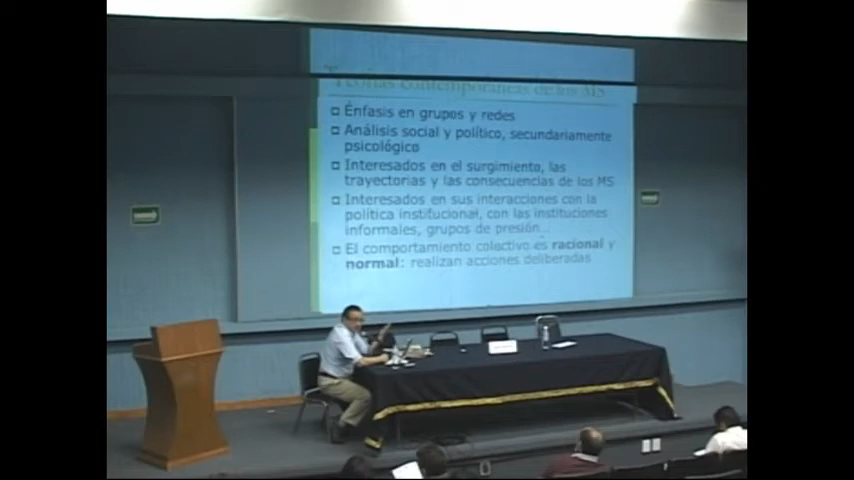 Teorías contemporáneas de los MS
Énfasis en grupos y redes
Análisis social y político, secundariamente
psicológico
Interesados en el surgimiento, las
trayectorias y las consecuencias de los MS
Interesados en sus interacciones con la
política institucional, con las instituciones
informales, grupos de presión…
El comportamiento colectivo es racional y
normal: realizan acciones deliberadas